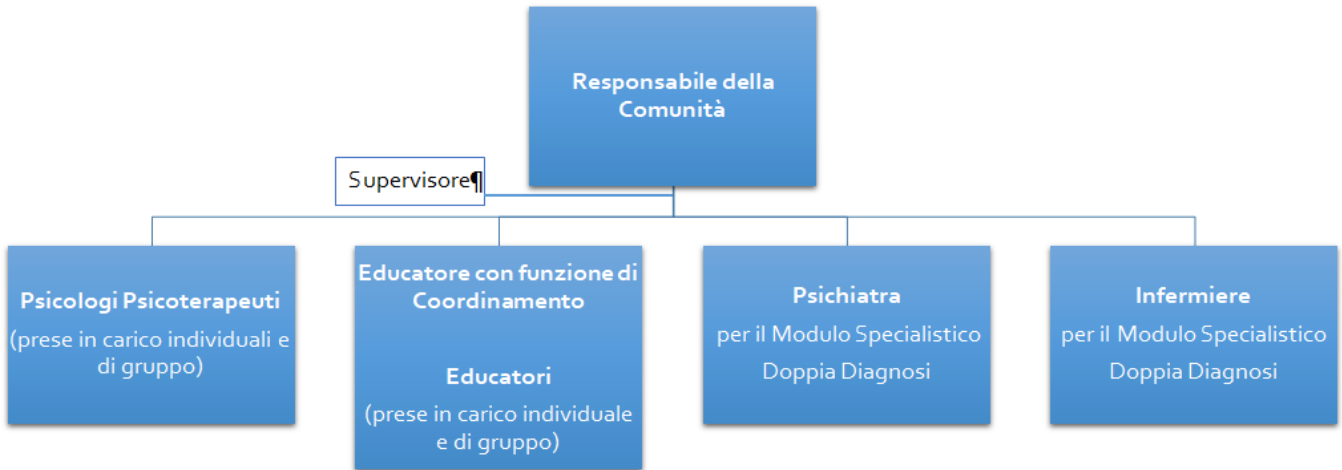 Responsabile della
Comunità
Supervisore¶
Psicologi Psicoterapeuti
(prese in carico individuali e
di gruppo)
Educatore con funzione di
Coordinamento
Educatori
(prese in carico individuale
e di gruppo)
Psichiatra
per il Modulo Specialistico
Doppia Diagnosi
Infermiere
per il Modulo Specialistico
Doppia Diagnosi